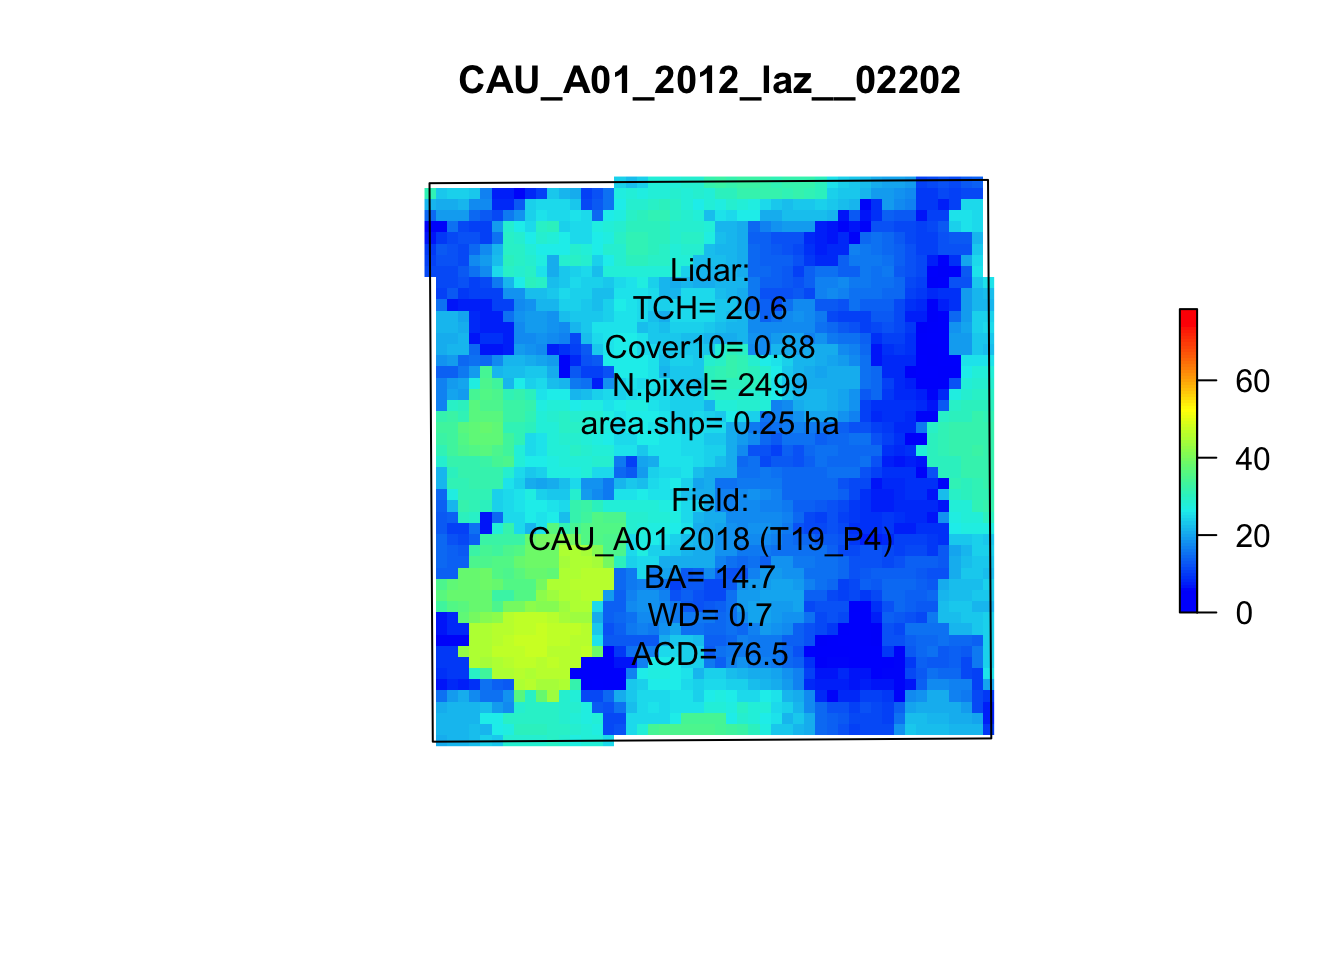 CAU_A01_2012_laz__02202
Lidar:
TCH= 20.6
Cover10= 0.88
N.pixel= 2499
area.shp= 0.25 ha
Field:
CAU_A01 2018 (T19_P4)
BA= 14.7
WD= 0.7
ACD= 76.5
60
40
20
0